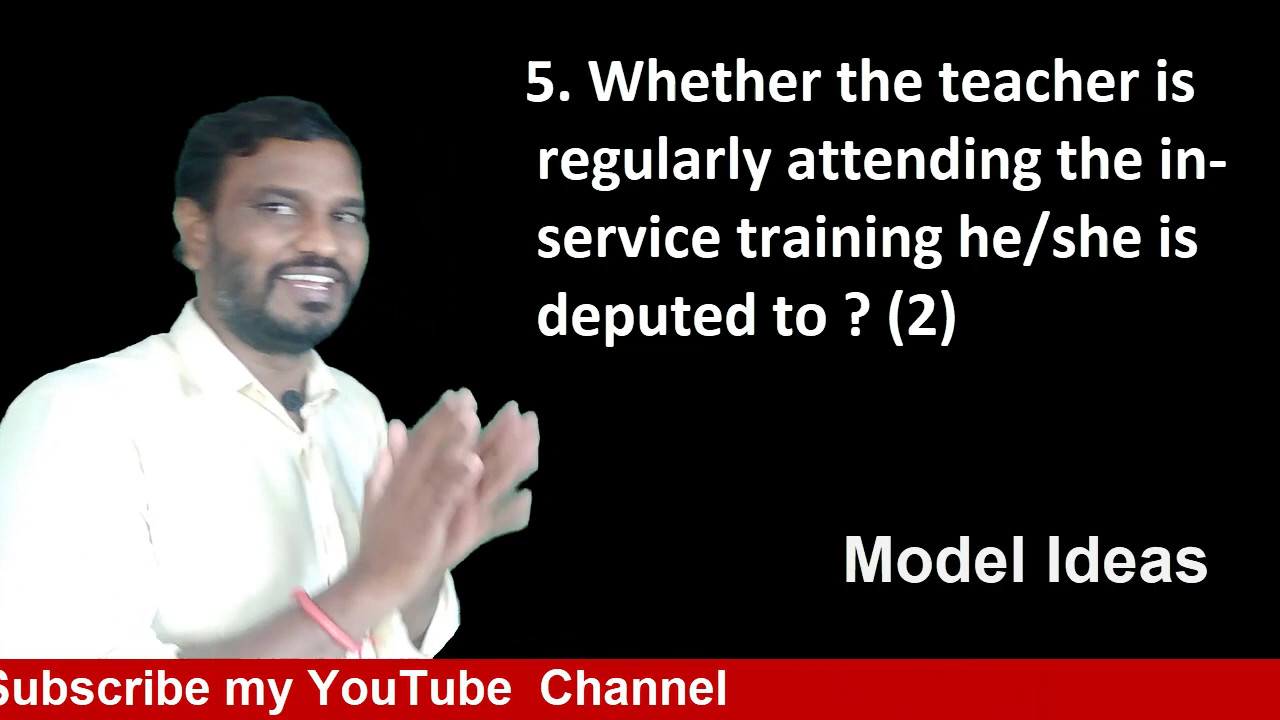 5. Whether the teacher is
regularly attending the in-
service training he/she is
deputed to ? (2)
Model Ideas
Subscribe my YouTube Channel